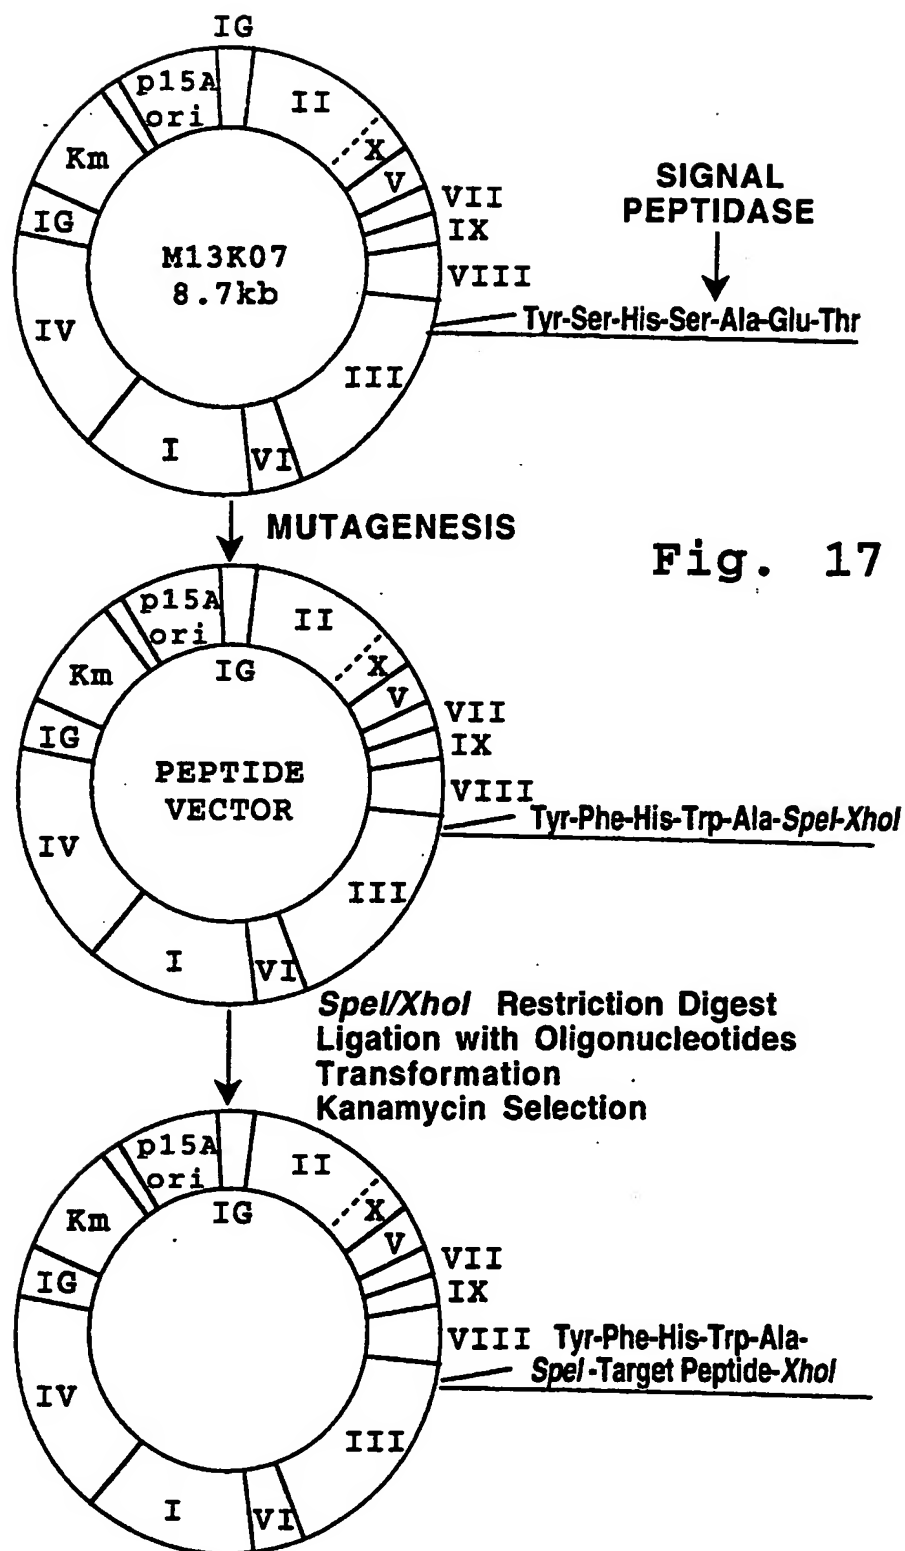 IG
p15A
ori
II
X
V
Km
VII
IX
VIII
IG
M13K07
8.7kb
SIGNAL
PEPTIDASE
Tyr-Ser-His-Ser-Ala-Glu-Thr
IV
III
I
VI
MUTAGENESIS
Fig. 17
p15A
ori
II
IG
X
V
Km
VII
IX
VIII
IG
PEPTIDE
VECTOR
Tyr-Phe-His-Trp-Ala-SpeI-XhoI
IV
III
I
VI
SpeI/XhoI Restriction Digest
Ligation with Oligonucleotides
Transformation
Kanamycin Selection
p15A
ori
II
IG
X
V
Km
VII
IX
IG
VIII Tyr-Phe-His-Trp-Ala-
SpeI-Target Peptide-XhoI
IV
III
I
VI